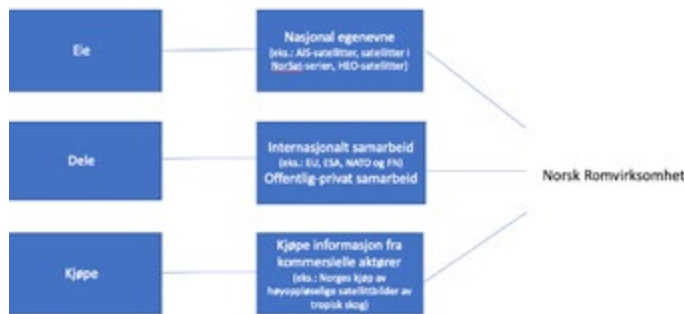 Eie
Nasjonal egenevne
(eks.: AIS-satellitter, satellitter i
NorSat-serien, HEO-satellitter)
Dele
Internasjonalt samarbeid
(eks.: EU, ESA, NATO og FN)
Offentlig-privat samarbeid
Norsk Romvirksomhet
Kjøpe
Kjøpe informasjon fra
kommersielle aktører
(eks.: Norges kjøp av
høyoppløselige satellittbilder av
tropisk skog)